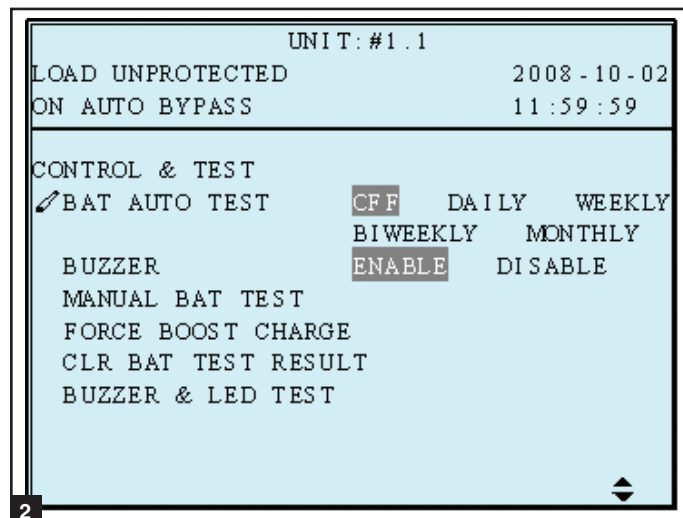 UNIT:#1.1
LOAD UNPROTECTED 2008-10-02
ON AUTO BYPASS 11:59:59
CONTROL & TEST
BAT AUTO TEST CFF DAILY WEEKLY
BIWEEKLY MONTHLY
BUZZER ENABLE DISABLE
MANUAL BAT TEST
FORCE BOOST CHARGE
CLR BAT TEST RESULT
BUZZER & LED TEST
2